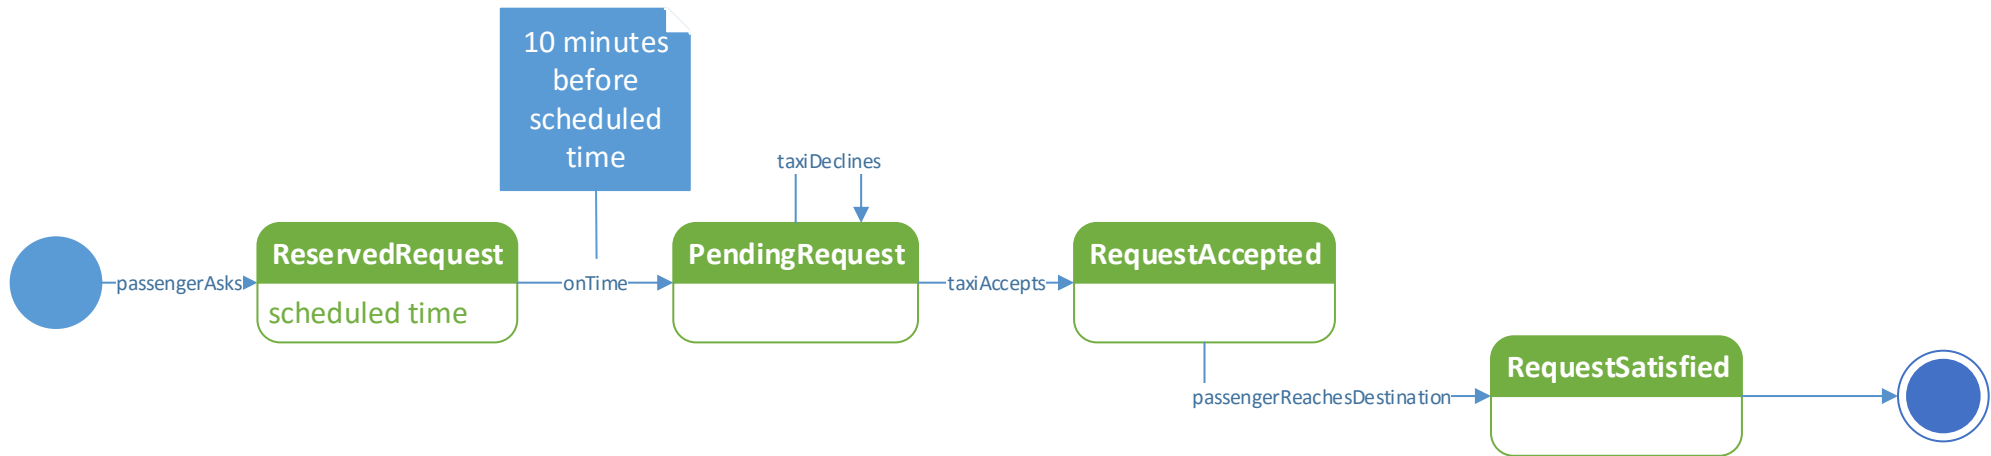 10 minutes
before
scheduled
time
taxiDeclines
ReservedRequest
PendingRequest
RequestAccepted
passengerAsks
onTime
taxiAccepts
scheduled time
RequestSatisfied
passengerReachesDestination